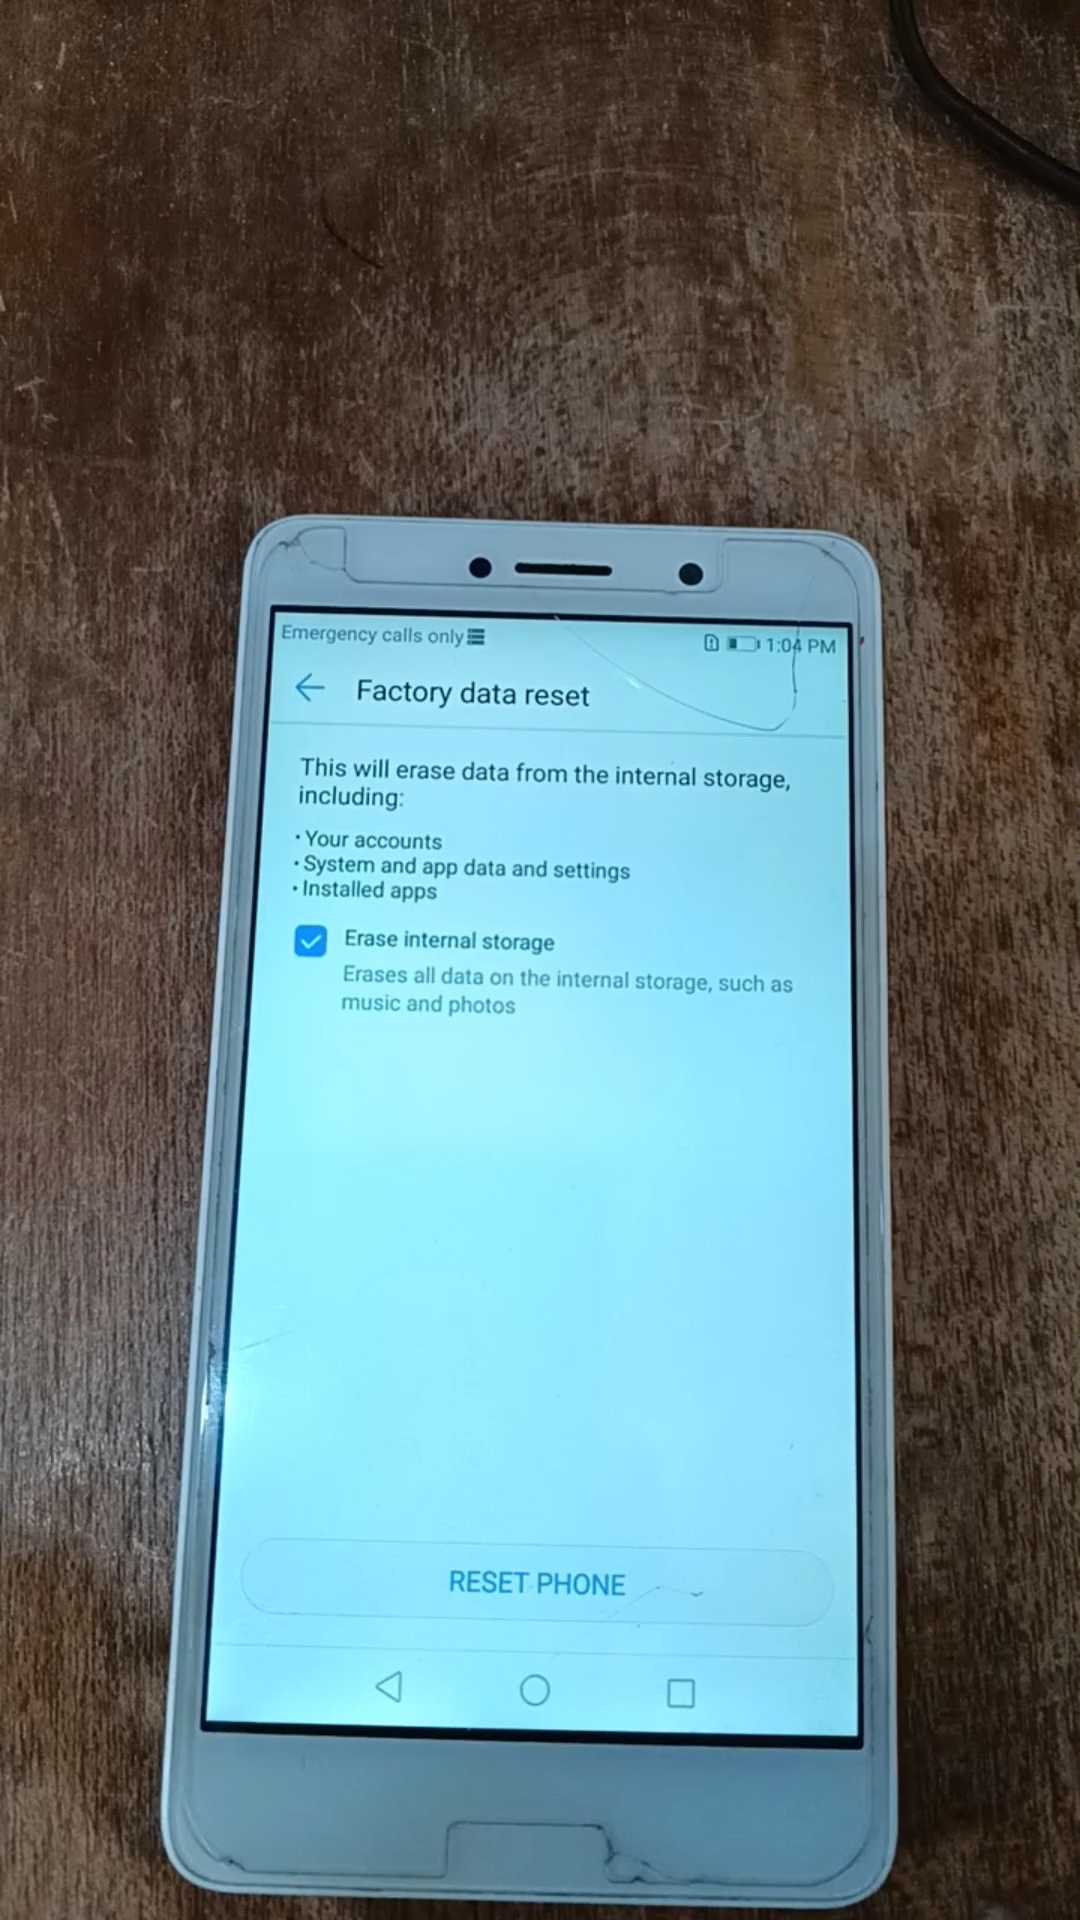 Emergency calls only
1:04 PM
Factory data reset
This will erase data from the internal storage,
including:
• Your accounts
• System and app data and settings
• Installed apps
Erase internal storage
Erases all data on the internal storage, such as
music and photos
RESET PHONE